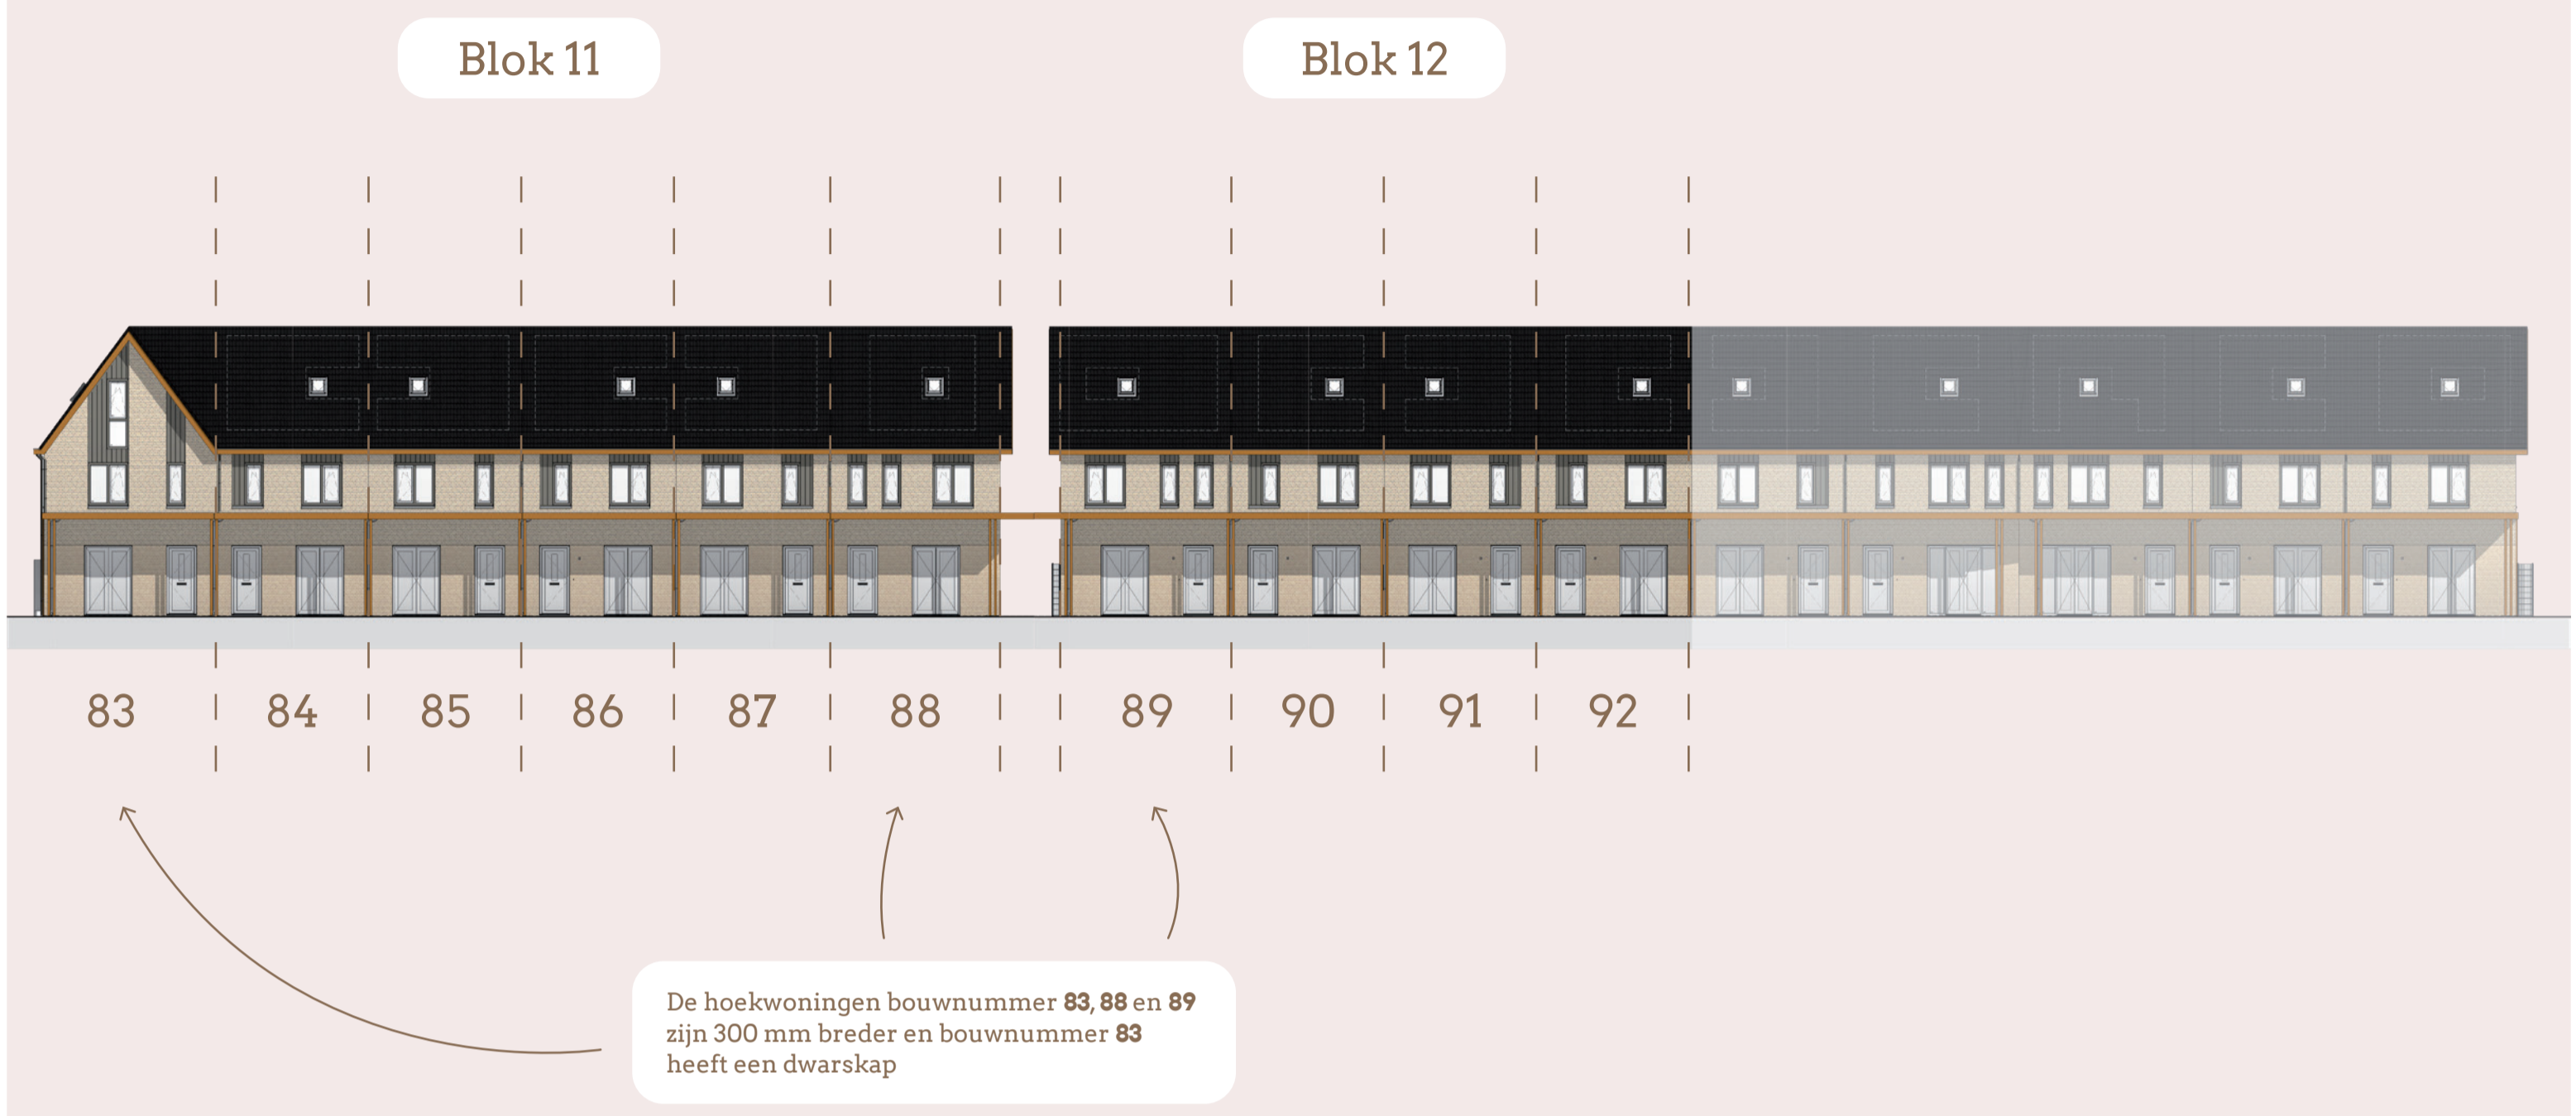 Blok 11
Blok 12
83 84 85 86 87 88 89 90 91 92
De hoekwoningen bouwnummer 83, 88 en 89
zijn 300 mm breder en bouwnummer 83
heeft een dwarskap